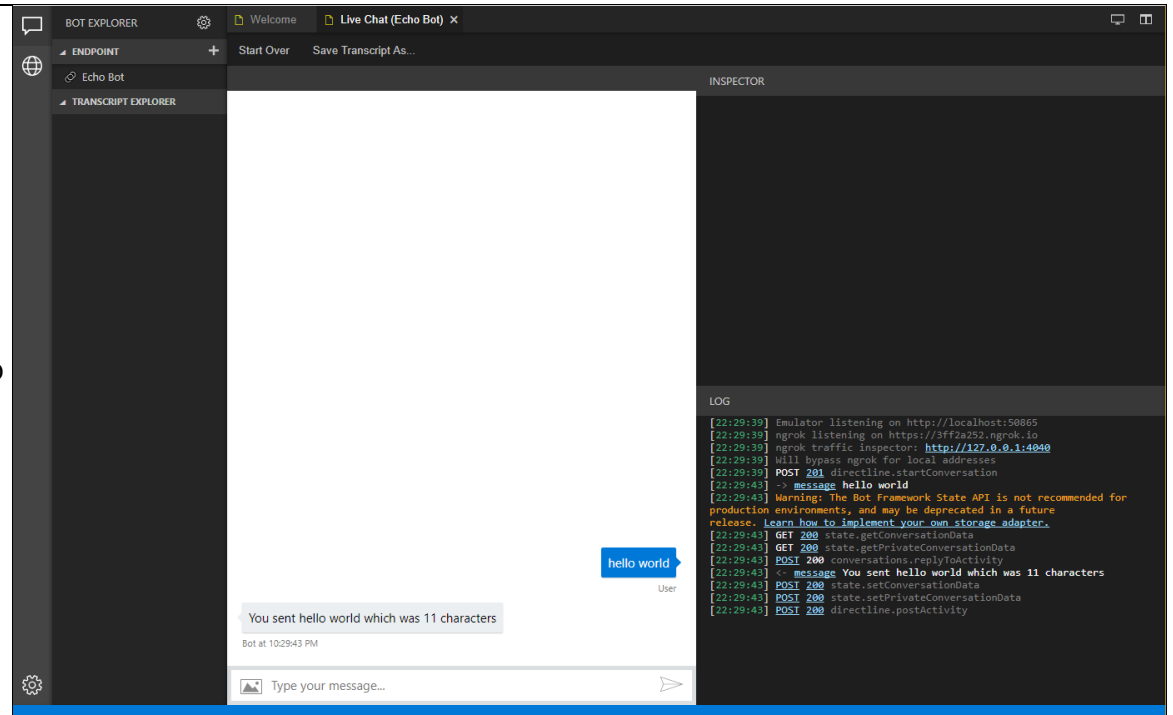 BOT EXPLORER
ENDPOINT
Echo Bot
TRANSCRIPT EXPLORER
Welcome
Live Chat (Echo Bot)
Start Over Save Transcript As...
hello world
User
You sent hello world which was 11 characters
Bot at 10:29:43 PM
Type your message...
INSPECTOR
LOG
[22:29:39] Emulator listening on http://localhost:50865
[22:29:39] ngrok listening on https://3ff2a252.ngrok.io
[22:29:39] ngrok traffic inspector: http://127.0.0.1:4040
[22:29:39] Will bypass ngrok for local addresses
[22:29:39] POST 201 directline.startConversation
[22:29:43] -> message hello world
[22:29:43] Warning: The Bot Framework State API is not recommended for
production environments, and may be deprecated in a future
release. Learn how to implement your own storage adapter.
[22:29:43] GET 200 state.getConversationData
[22:29:43] GET 200 state.getPrivateConversationData
[22:29:43] POST 200 conversations.replyToActivity
[22:29:43] <- message You sent hello world which was 11 characters
[22:29:43] POST 200 state.setConversationData
[22:29:43] POST 200 state.setPrivateConversationData
[22:29:43] POST 200 directline.postActivity